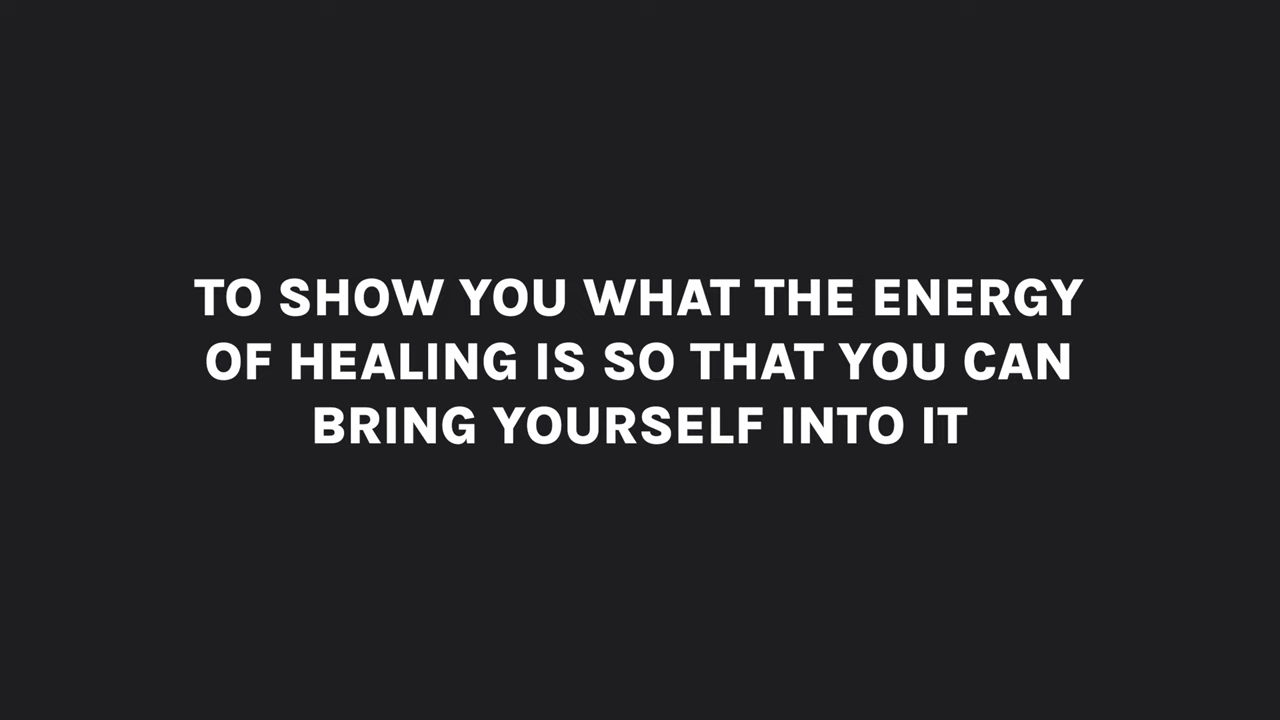 TO SHOW YOU WHAT THE ENERGY
OF HEALING IS SO THAT YOU CAN
BRING YOURSELF INTO IT